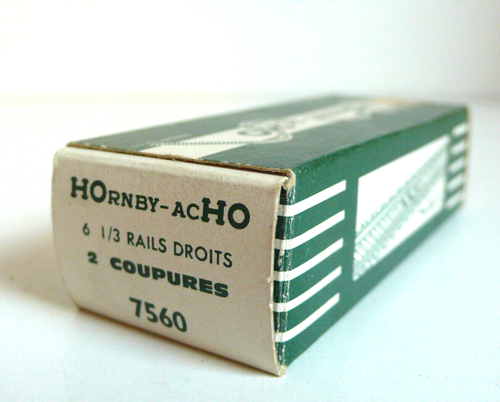 HORNBY-ACHO
6 1/3 RAILS DROITS
2 COUPURES
7560